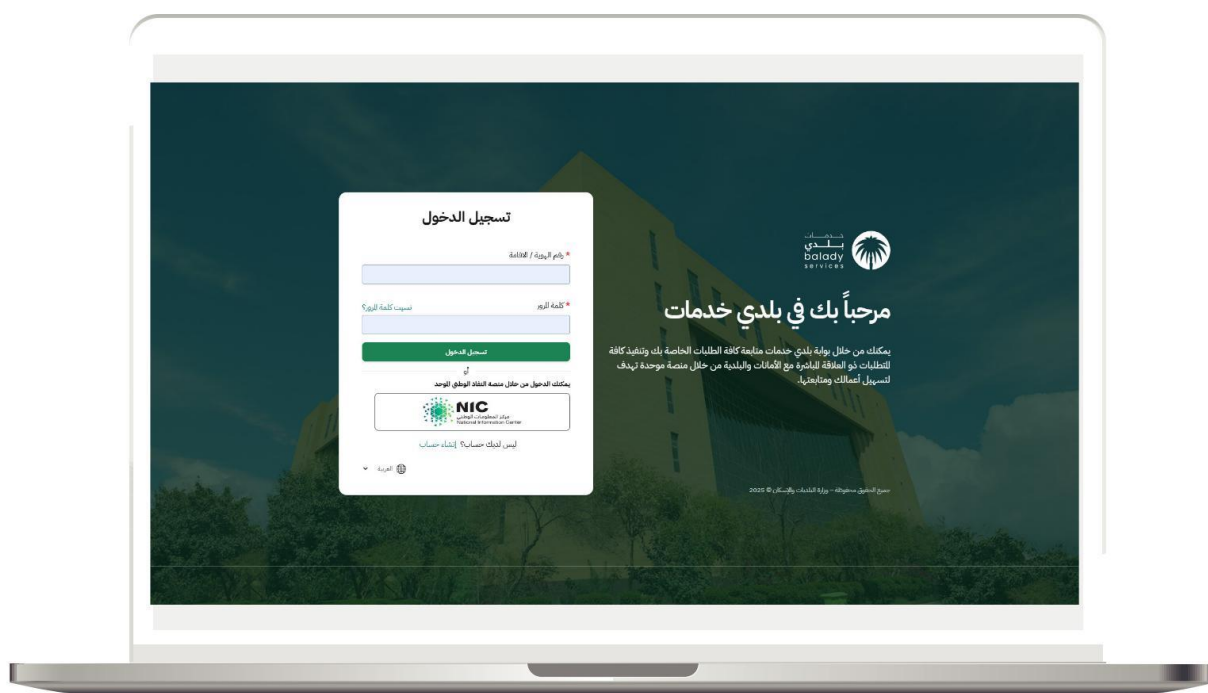 خدمات
بلدي
balady
services
مرحباً بك في بلدي خدمات
يمكنك من خلال بوابة بلدي خدمات متابعة كافة الطلبات الخاصة بك وتنفيذ كافة
المتطلبات ذو العلاقة المباشرة مع الأمانات والبلدية من خلال منصة موحدة تهدف
لتسهيل أعمالك ومتابعتها.
جميع الحقوق محفوظة – وزارة البلديات والإسكان © 2025
تسجيل الدخول
* رقم الهوية / الاقامة
* كلمة المرور
نسيت كلمة المرور؟
تسجيل الدخول
أو
يمكنك الدخول من خلال منصة النفاذ الوطني الموحد
NIC
مركز المعلومات الوطني
National Information Center
ليس لديك حساب؟ إنشاء حساب
العربية